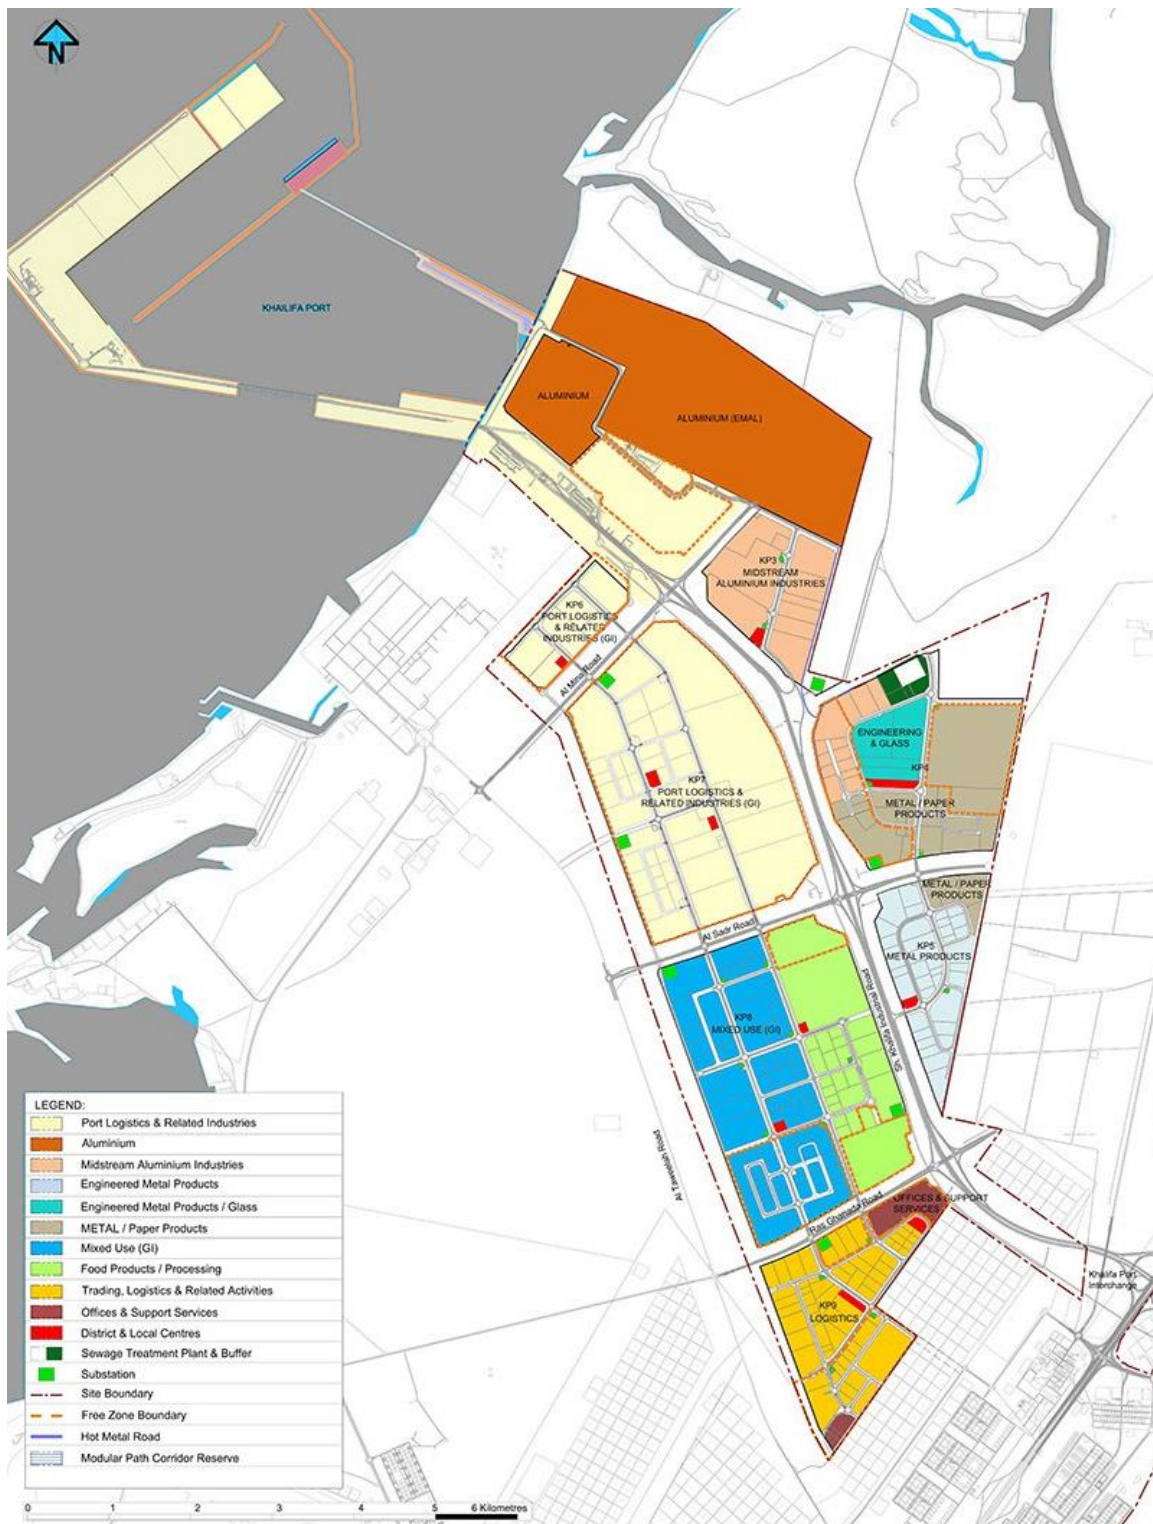 N
KHAILIFA PORT
ALUMINIUM
ALUMINIUM (EMAL)
KP3
MIDSTREAM
ALUMINIUM INDUSTRIES
KP6
PORT LOGISTICS
& RELATED
INDUSTRIES (GI)
Al Mina Road
ENGINEERING
& GLASS
KP4
KP7
PORT LOGISTICS &
RELATED INDUSTRIES (GI)
METAL / PAPER
PRODUCTS
METAL / PAPER
PRODUCTS
Al Sadr Road
KP5
METAL PRODUCTS
Sh. Khalifa Industrial Road
KP8
MIXED USE (GI)
Al Taweelah Road
Ras Ghanada Road
OFFICES & SUPPORT
SERVICES
Khalifa Port
Interchange
KP9
LOGISTICS
LEGEND:
Port Logistics & Related Industries
Aluminium
Midstream Aluminium Industries
Engineered Metal Products
Engineered Metal Products / Glass
METAL / Paper Products
Mixed Use (GI)
Food Products / Processing
Trading, Logistics & Related Activities
Offices & Support Services
District & Local Centres
Sewage Treatment Plant & Buffer
Substation
Site Boundary
Free Zone Boundary
Hot Metal Road
Modular Path Corridor Reserve
0 1 2 3 4 5 6 Kilometres